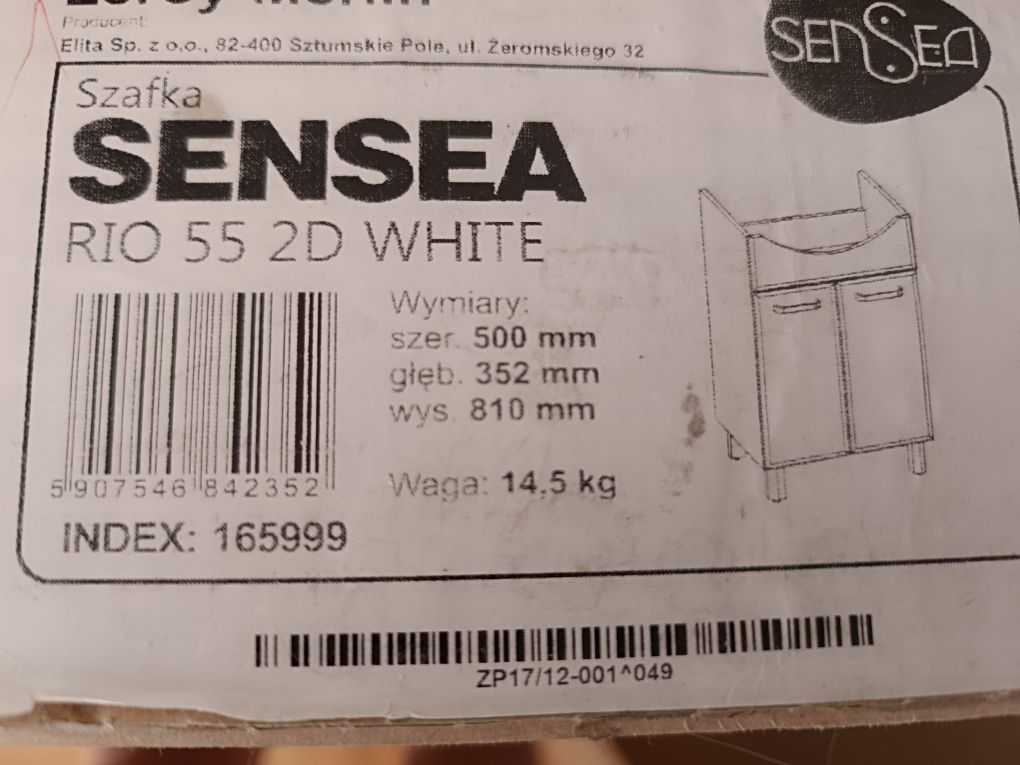 Leroy Merlin
Producent:
Elita Sp. z o.o., 82-400 Sztumskie Pole, ul. Żeromskiego 32
SENSEA
Szafka
SENSEA
RIO 55 2D WHITE
Wymiary:
szer. 500 mm
głęb. 352 mm
wys. 810 mm
Waga: 14,5 kg
5 907546 842352
INDEX: 165999
ZP17/12-001^049